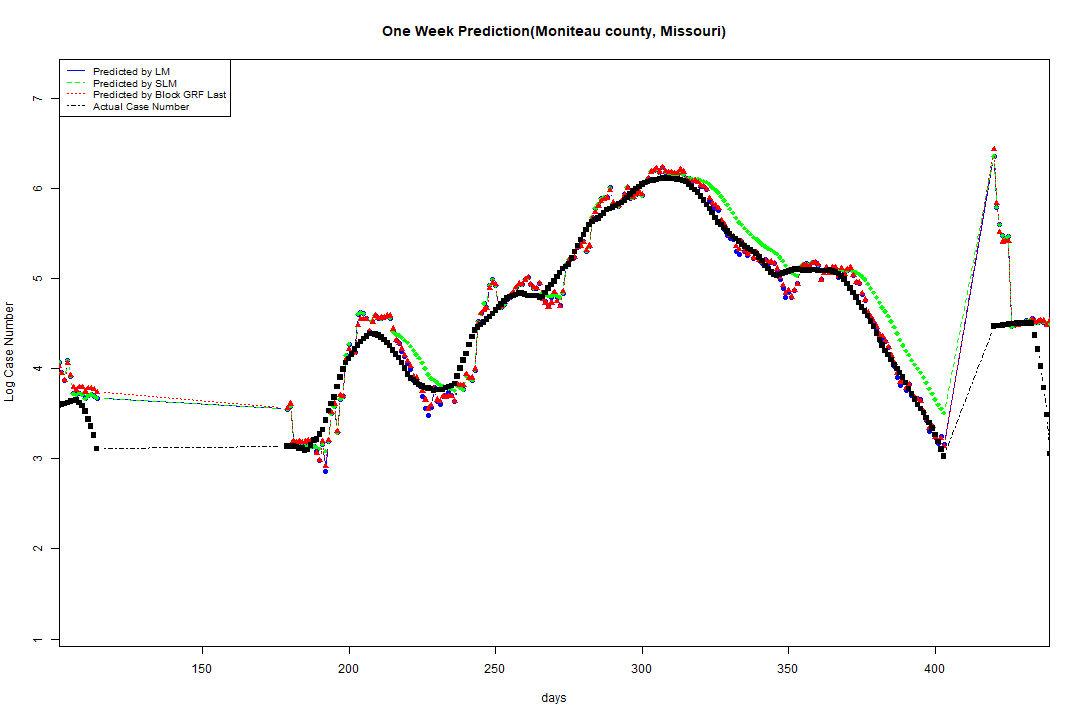 One Week Prediction(Moniteau county, Missouri)
Predicted by LM
Predicted by SLM
Predicted by Block GRF Last
Actual Case Number
7
6
5
4
3
2
1
Log Case Number
150 200 250 300 350 400
days